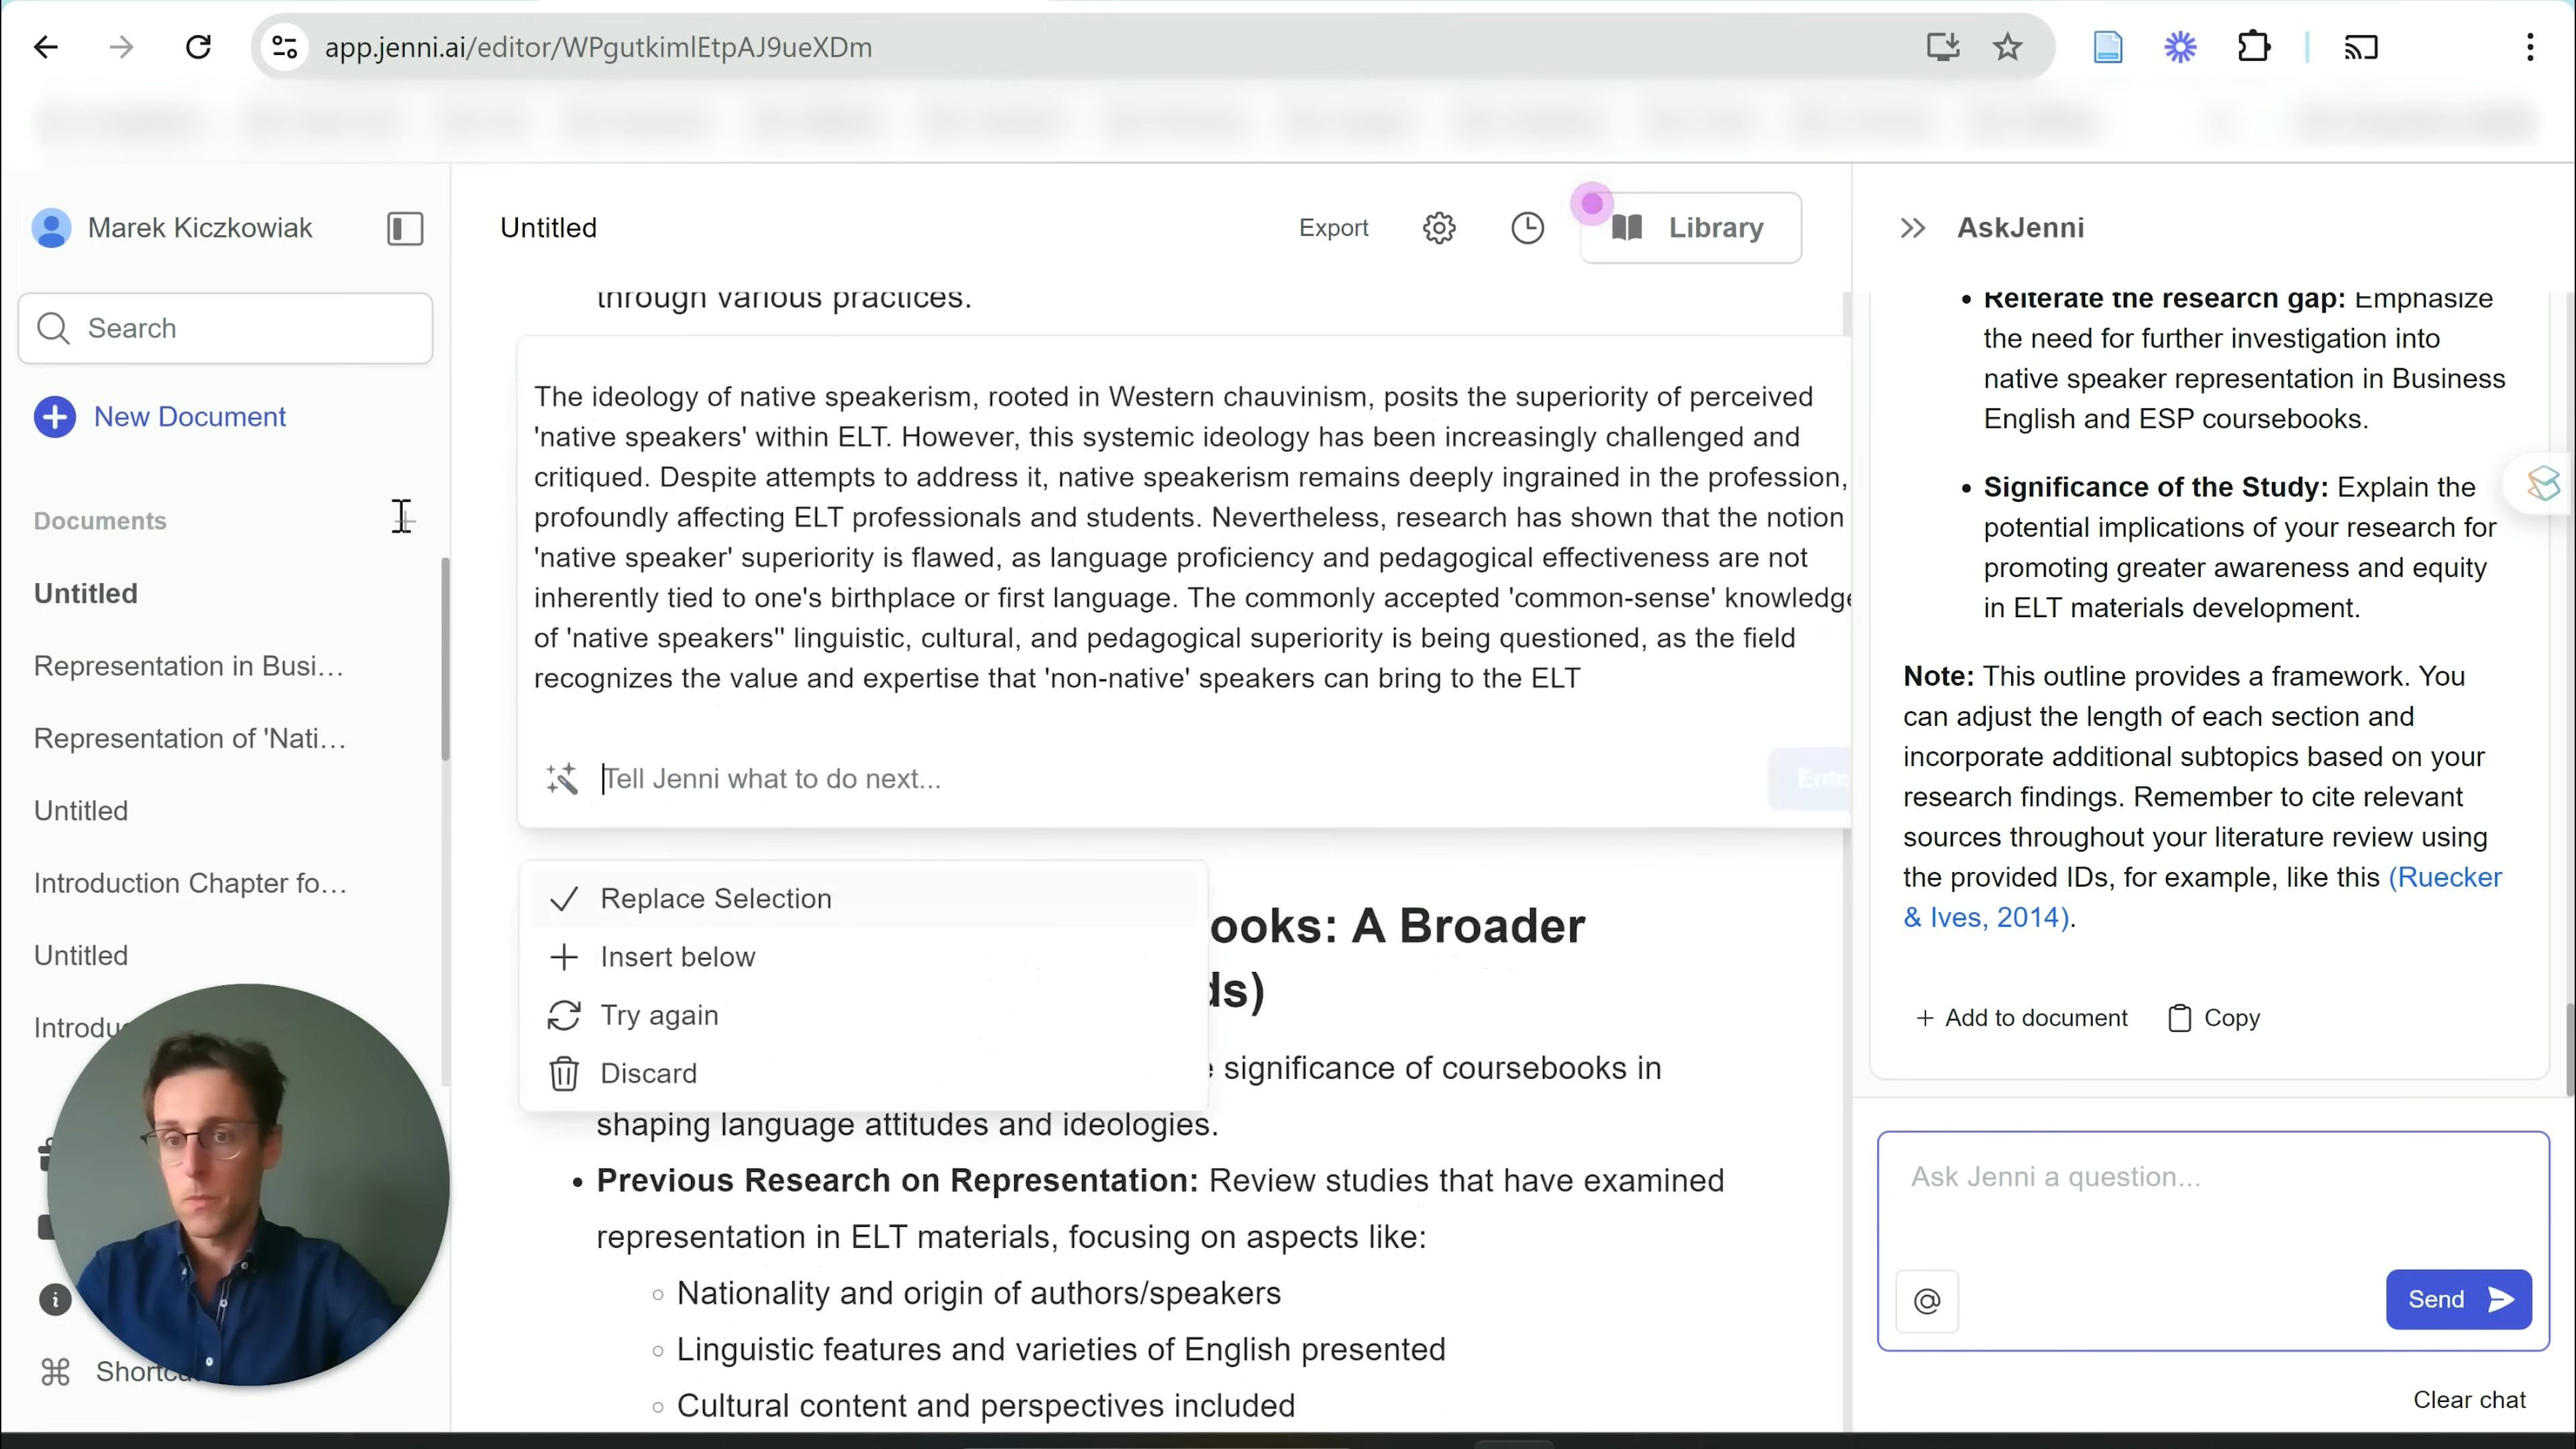 app.jenni.ai/editor/WPgutkimlEtpAJ9ueXDm
Marek Kiczkowiak
Search
New Document
Documents
Untitled
Representation in Busi...
Representation of 'Nati...
Untitled
Introduction Chapter fo...
Untitled
Introdu
Shortcu
Untitled
Export
Library
through various practices.
The ideology of native speakerism, rooted in Western chauvinism, posits the superiority of perceived
'native speakers' within ELT. However, this systemic ideology has been increasingly challenged and
critiqued. Despite attempts to address it, native speakerism remains deeply ingrained in the profession,
profoundly affecting ELT professionals and students. Nevertheless, research has shown that the notion
'native speaker' superiority is flawed, as language proficiency and pedagogical effectiveness are not
inherently tied to one's birthplace or first language. The commonly accepted 'common-sense' knowledge
of 'native speakers'' linguistic, cultural, and pedagogical superiority is being questioned, as the field
recognizes the value and expertise that 'non-native' speakers can bring to the ELT
Tell Jenni what to do next...
Ente
Replace Selection
Insert below
Try again
Discard
ooks: A Broader
ds)
e significance of coursebooks in
shaping language attitudes and ideologies.
• Previous Research on Representation: Review studies that have examined
representation in ELT materials, focusing on aspects like:
○ Nationality and origin of authors/speakers
○ Linguistic features and varieties of English presented
○ Cultural content and perspectives included
AskJenni
• Reiterate the research gap: Emphasize
the need for further investigation into
native speaker representation in Business
English and ESP coursebooks.
• Significance of the Study: Explain the
potential implications of your research for
promoting greater awareness and equity
in ELT materials development.
Note: This outline provides a framework. You
can adjust the length of each section and
incorporate additional subtopics based on your
research findings. Remember to cite relevant
sources throughout your literature review using
the provided IDs, for example, like this (Ruecker
& Ives, 2014).
+ Add to document
Copy
Ask Jenni a question...
@
Send
Clear chat